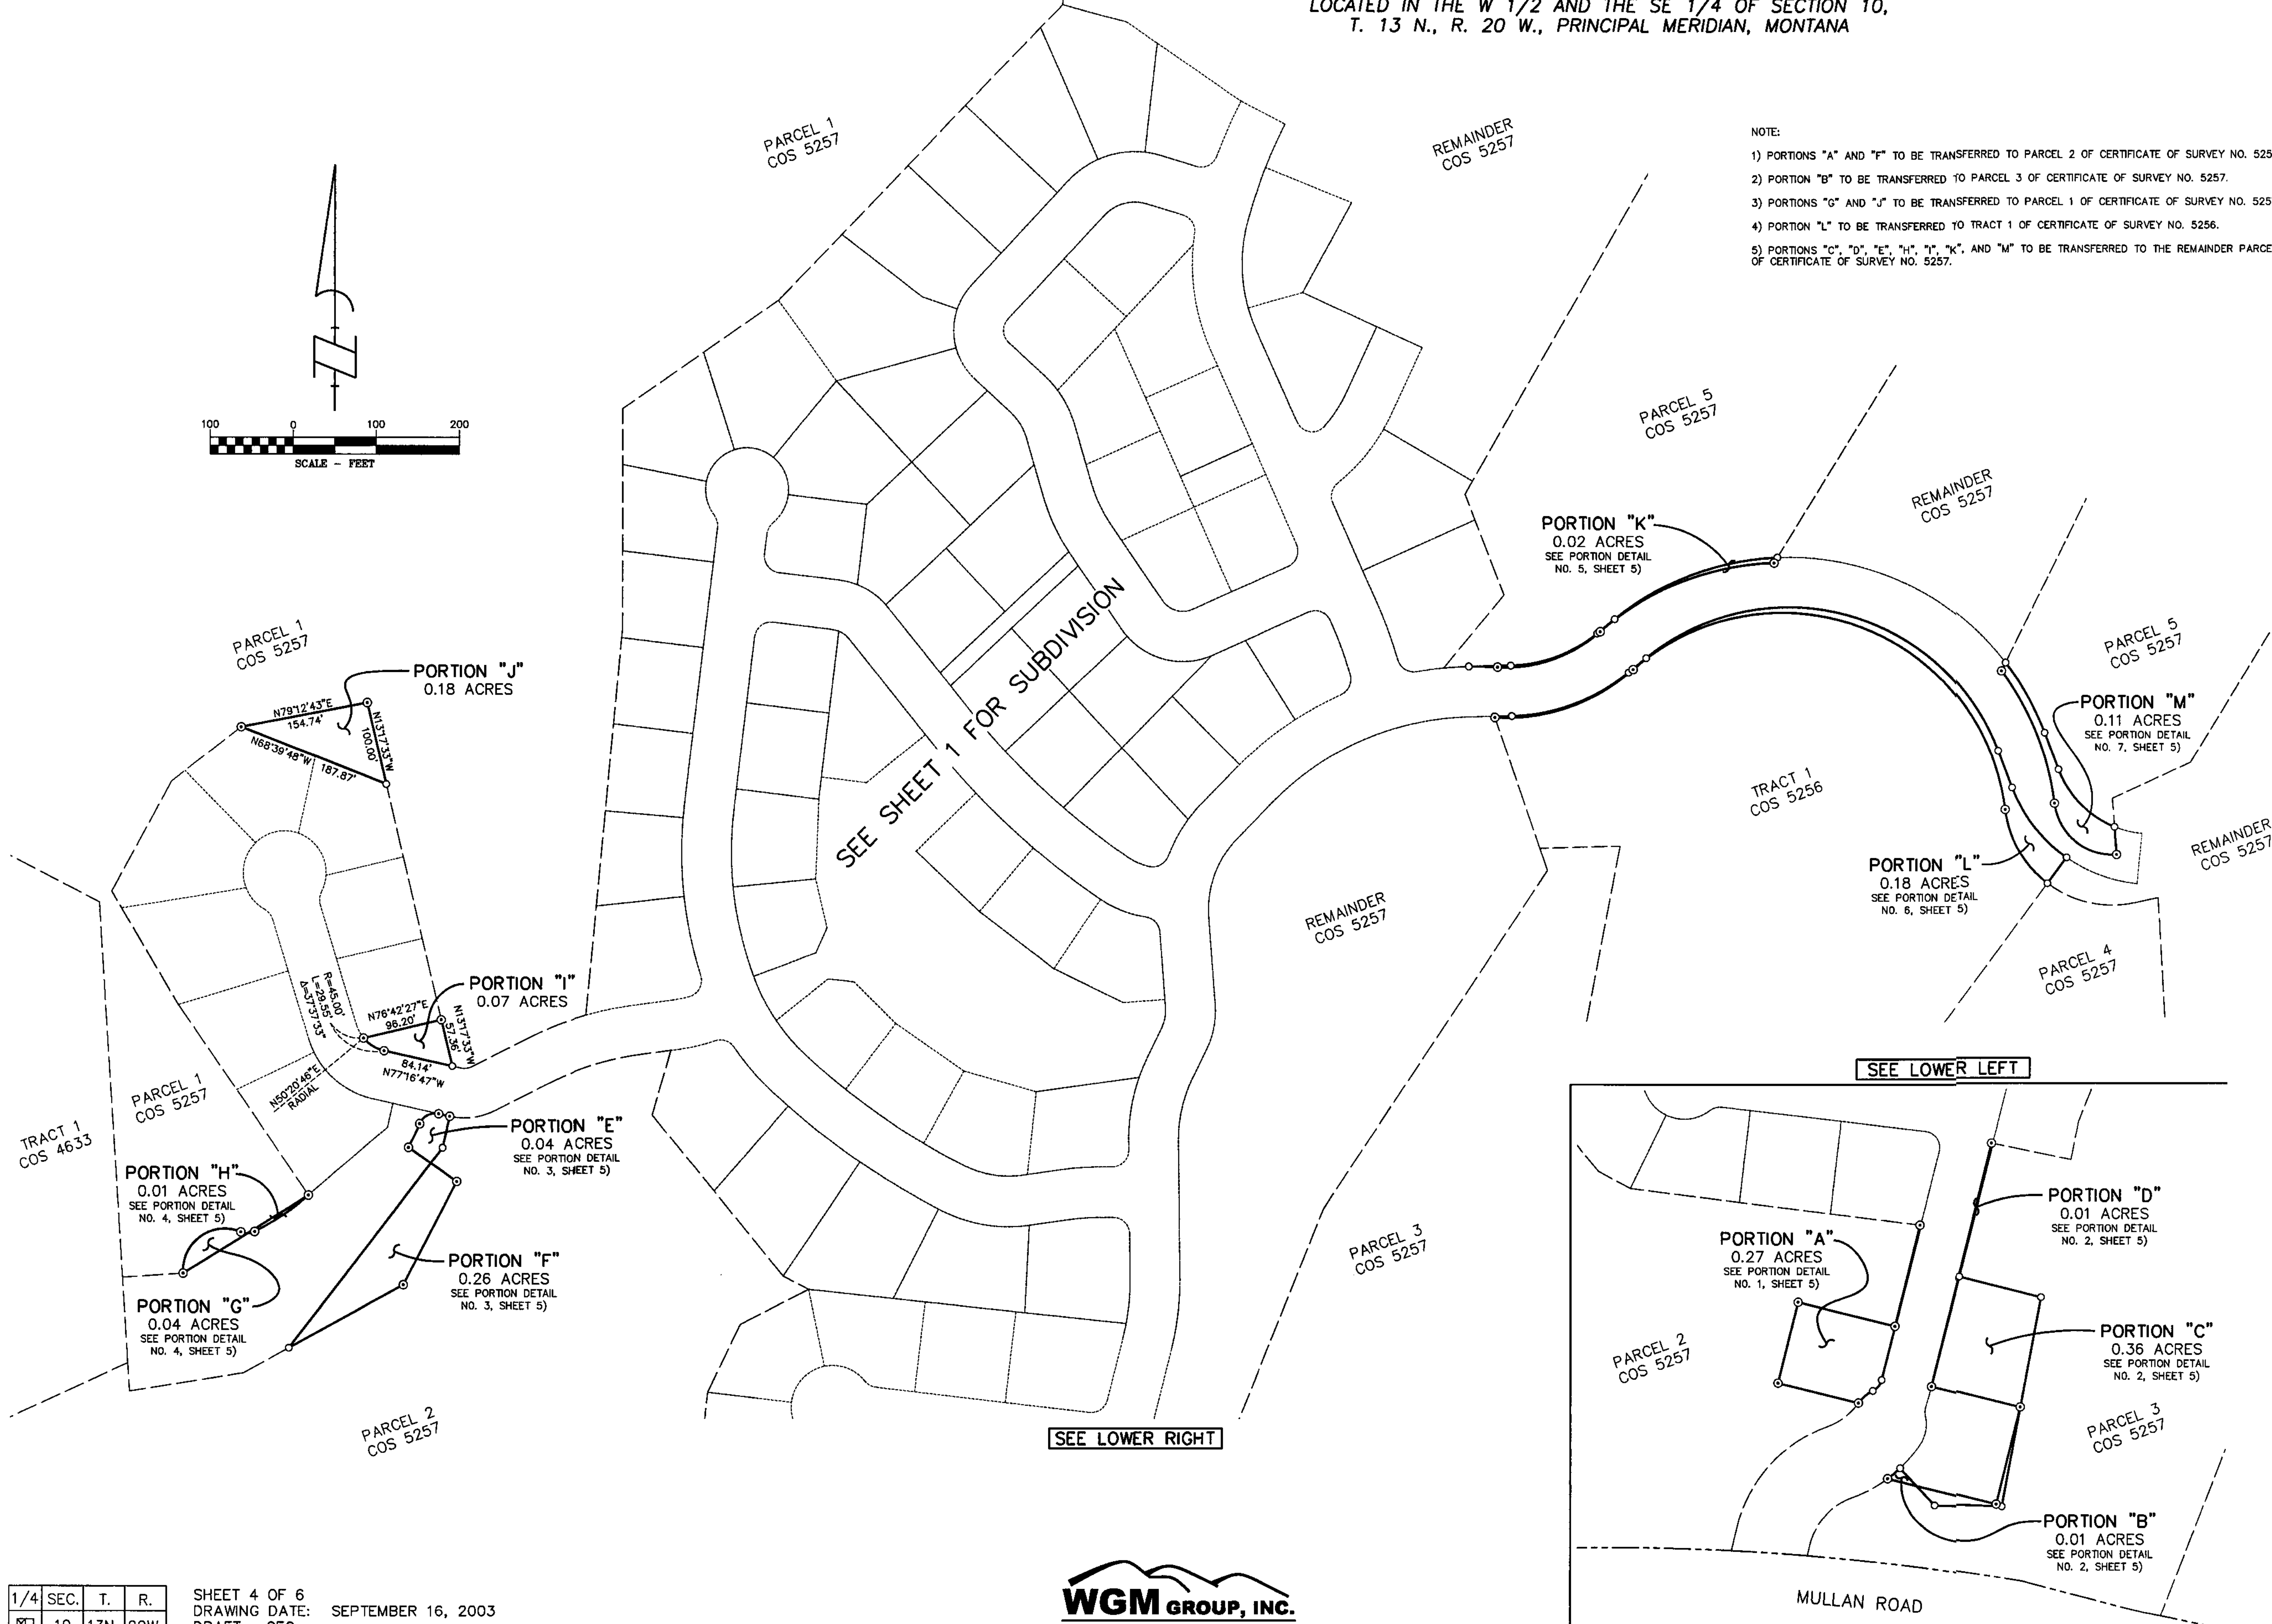 LOCATED IN THE W 1/2 AND THE SE 1/4 OF SECTION 10,
T. 13 N., R. 20 W., PRINCIPAL MERIDIAN, MONTANA
NOTE:
1) PORTIONS "A" AND "F" TO BE TRANSFERRED TO PARCEL 2 OF CERTIFICATE OF SURVEY NO. 525
2) PORTION "B" TO BE TRANSFERRED TO PARCEL 3 OF CERTIFICATE OF SURVEY NO. 5257.
3) PORTIONS "G" AND "J" TO BE TRANSFERRED TO PARCEL 1 OF CERTIFICATE OF SURVEY NO. 525
4) PORTION "L" TO BE TRANSFERRED TO TRACT 1 OF CERTIFICATE OF SURVEY NO. 5256.
5) PORTIONS "C", "D", "E", "H", "I", "K", AND "M" TO BE TRANSFERRED TO THE REMAINDER PARCE
OF CERTIFICATE OF SURVEY NO. 5257.
PARCEL 1
COS 5257
REMAINDER
COS 5257
100 0 100 200
SCALE - FEET
PARCEL 5
COS 5257
REMAINDER
COS 5257
PORTION "K"
0.02 ACRES
SEE PORTION DETAIL
NO. 5, SHEET 5)
PARCEL 5
COS 5257
PORTION "M"
0.11 ACRES
SEE PORTION DETAIL
NO. 7, SHEET 5)
REMAINDER
COS 5257
TRACT 1
COS 5256
PORTION "L"
0.18 ACRES
SEE PORTION DETAIL
NO. 6, SHEET 5)
PARCEL 4
COS 5257
SEE SHEET 1 FOR SUBDIVISION
REMAINDER
COS 5257
PARCEL 3
COS 5257
PARCEL 1
COS 5257
PORTION "J"
0.18 ACRES
N79°12'43"E
154.74'
N13°17'33"W
100.00'
N68°39'48"W 187.87'
PORTION "I"
0.07 ACRES
R=45.00'
L=29.55'
Δ=37°37'33"
N76°42'27"E
96.20'
N13°17'33"W
57.36'
84.14'
N77°16'47"W
N50°20'46"E
RADIAL
PARCEL 1
COS 5257
TRACT 1
COS 4633
PORTION "E"
0.04 ACRES
SEE PORTION DETAIL
NO. 3, SHEET 5)
PORTION "H"
0.01 ACRES
SEE PORTION DETAIL
NO. 4, SHEET 5)
PORTION "F"
0.26 ACRES
SEE PORTION DETAIL
NO. 3, SHEET 5)
PORTION "G"
0.04 ACRES
SEE PORTION DETAIL
NO. 4, SHEET 5)
PARCEL 2
COS 5257
SEE LOWER RIGHT
SEE LOWER LEFT
PORTION "D"
0.01 ACRES
SEE PORTION DETAIL
NO. 2, SHEET 5)
PORTION "A"
0.27 ACRES
SEE PORTION DETAIL
NO. 1, SHEET 5)
PARCEL 2
COS 5257
PORTION "C"
0.36 ACRES
SEE PORTION DETAIL
NO. 2, SHEET 5)
PARCEL 3
COS 5257
PORTION "B"
0.01 ACRES
SEE PORTION DETAIL
NO. 2, SHEET 5)
MULLAN ROAD
1/4 SEC. T. R.
SHEET 4 OF 6
DRAWING DATE: SEPTEMBER 16, 2003
WGM GROUP, INC.